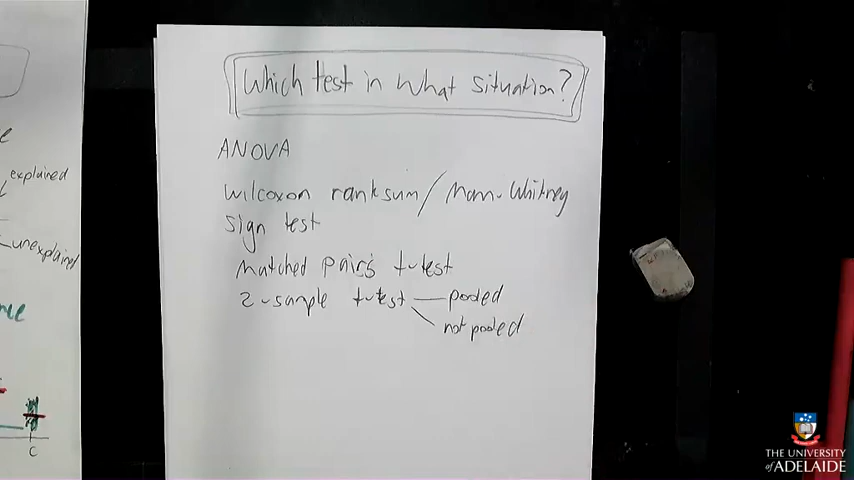 Which test in what situation?
ANOVA
Wilcoxon ranksum/Mann-Whitney
sign test
Matched pairs t-test
2-sample t-test — pooled
not pooled
explained
unexplained
C
THE UNIVERSITY
of ADELAIDE